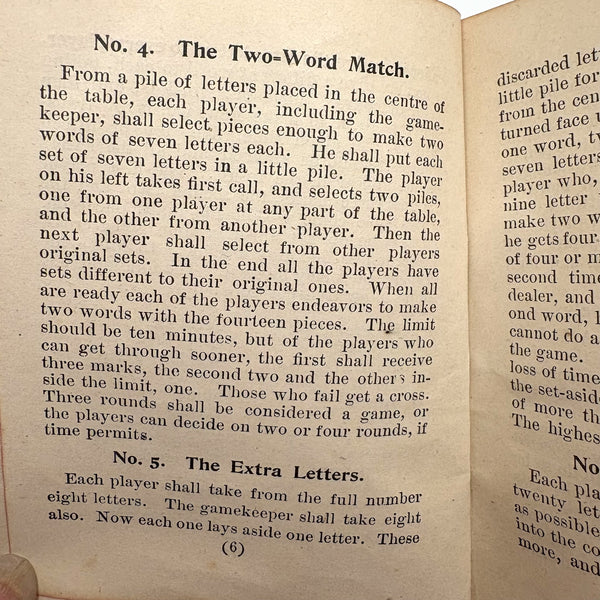 No. 4. The Two=Word Match.
From a pile of letters placed in the centre of
the table, each player, including the game-
keeper, shall select pieces enough to make two
words of seven letters each. He shall put each
set of seven letters in a little pile. The player
on his left takes first call, and selects two piles,
one from one player at any part of the table,
and the other from another player. Then the
next player shall select from other players
original sets. In the end all the players have
sets different to their original ones. When all
are ready each of the players endeavors to make
two words with the fourteen pieces. The limit
should be ten minutes, but of the players who
can get through sooner, the first shall receive
three marks, the second two and the others in-
side the limit, one. Those who fail get a cross.
Three rounds shall be considered a game, or
the players can decide on two or four rounds, if
time permits.
No. 5. The Extra Letters.
Each player shall take from the full number
eight letters. The gamekeeper shall take eight
also. Now each one lays aside one letter. These
(6)
discarded let
little pile for
from the cen
turned face u
one word, t
seven letters
player who,
nine letter
make two w
he gets four
of four or m
second time
dealer, and
ond word, l
cannot do a
the game.
loss of time
the set-aside
of more th
The highes
No
Each pla
twenty let
as possible
into the co
more, and